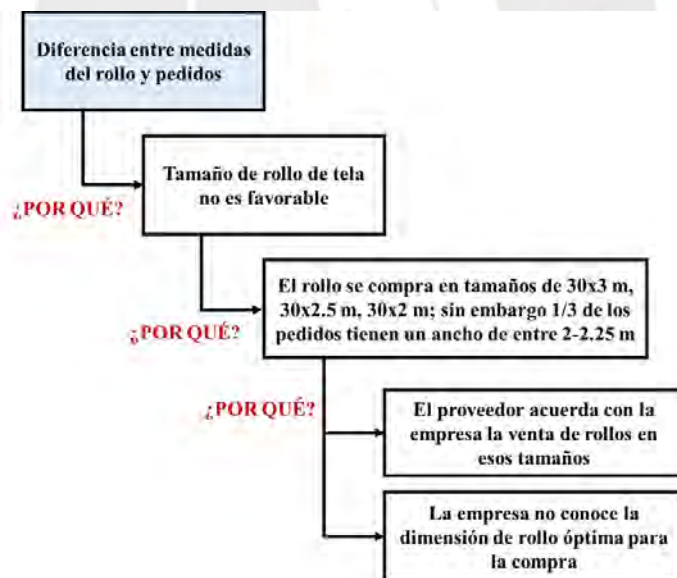 Diferencia entre medidas
del rollo y pedidos
Tamaño de rollo de tela
no es favorable
¿POR QUÉ?
El rollo se compra en tamaños de 30x3 m,
30x2.5 m, 30x2 m; sin embargo 1/3 de los
pedidos tienen un ancho de entre 2-2.25 m
¿POR QUÉ?
¿POR QUÉ?
El proveedor acuerda con la
empresa la venta de rollos en
esos tamaños
La empresa no conoce la
dimensión de rollo óptima para
la compra